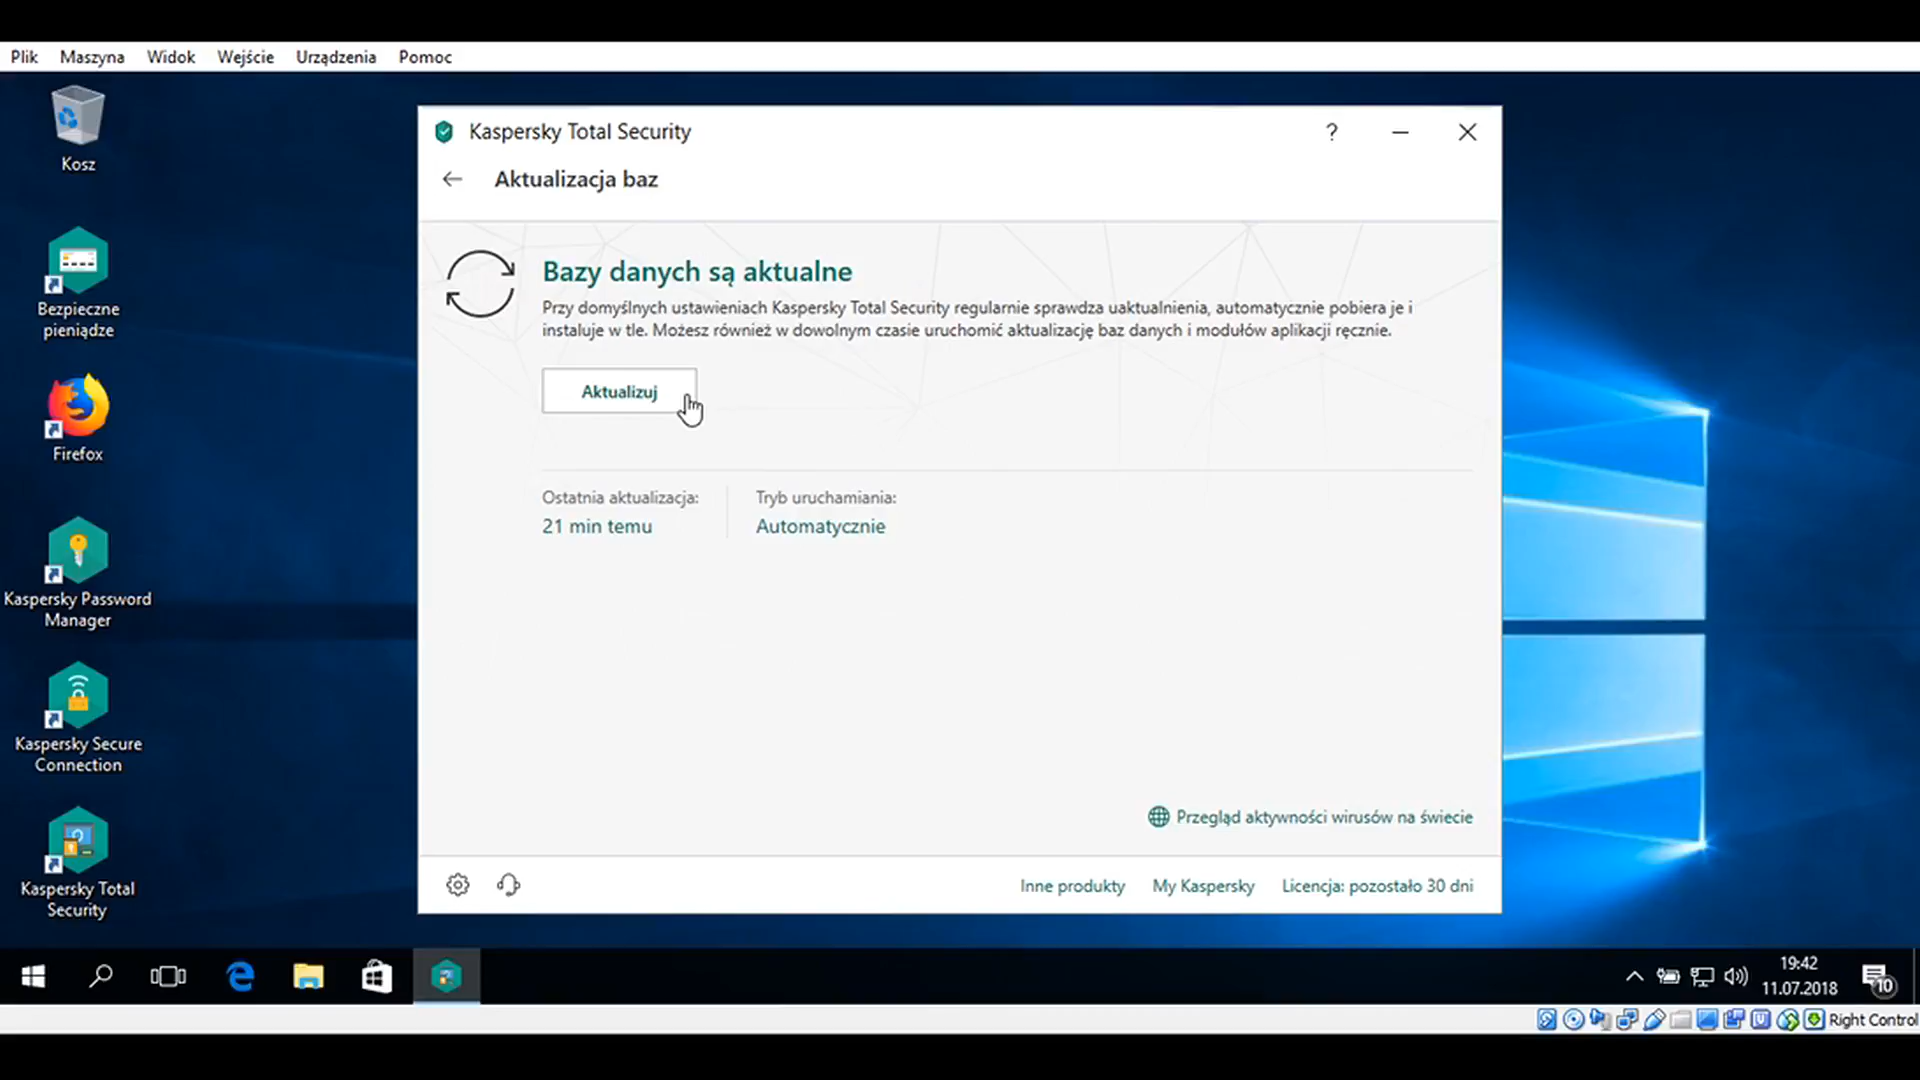 Plik Maszyna Widok Wejście Urządzenia Pomoc
Kosz
Bezpieczne
pieniądze
Firefox
Kaspersky Password
Manager
Kaspersky Secure
Connection
Kaspersky Total
Security
Kaspersky Total Security
?
Aktualizacja baz
Bazy danych są aktualne
Przy domyślnych ustawieniach Kaspersky Total Security regularnie sprawdza uaktualnienia, automatycznie pobiera je i
instaluje w tle. Możesz również w dowolnym czasie uruchomić aktualizację baz danych i modułów aplikacji ręcznie.
Aktualizuj
Ostatnia aktualizacja:
21 min temu
Tryb uruchamiania:
Automatycznie
Przegląd aktywności wirusów na świecie
Inne produkty My Kaspersky Licencja: pozostało 30 dni
19:42
11.07.2018
10
Right Control